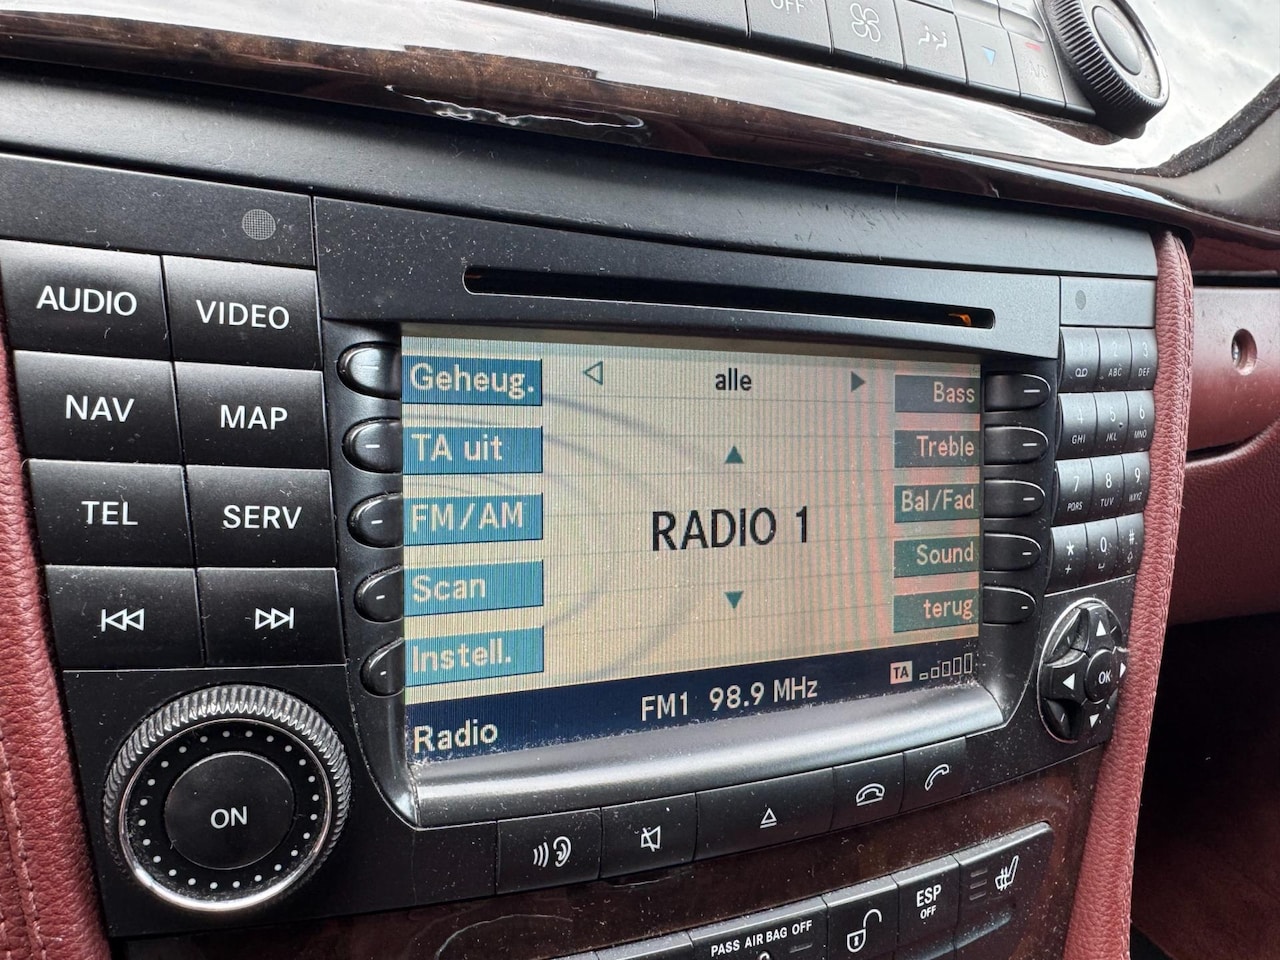 OFF
AUDIO
VIDEO
NAV
MAP
TEL
SERV
ON
Geheug.
TA uit
FM/AM
Scan
Instell.
alle
RADIO 1
Bass
Treble
Bal/Fad
Sound
terug
TA
FM1 98.9 MHz
Radio
1 2 3
ABC DEF
4 5 6
GHI JKL MNO
7 8 9
PQRS TUV WXYZ
* 0 #
+
OK
PASS AIR BAG OFF
ESP
OFF